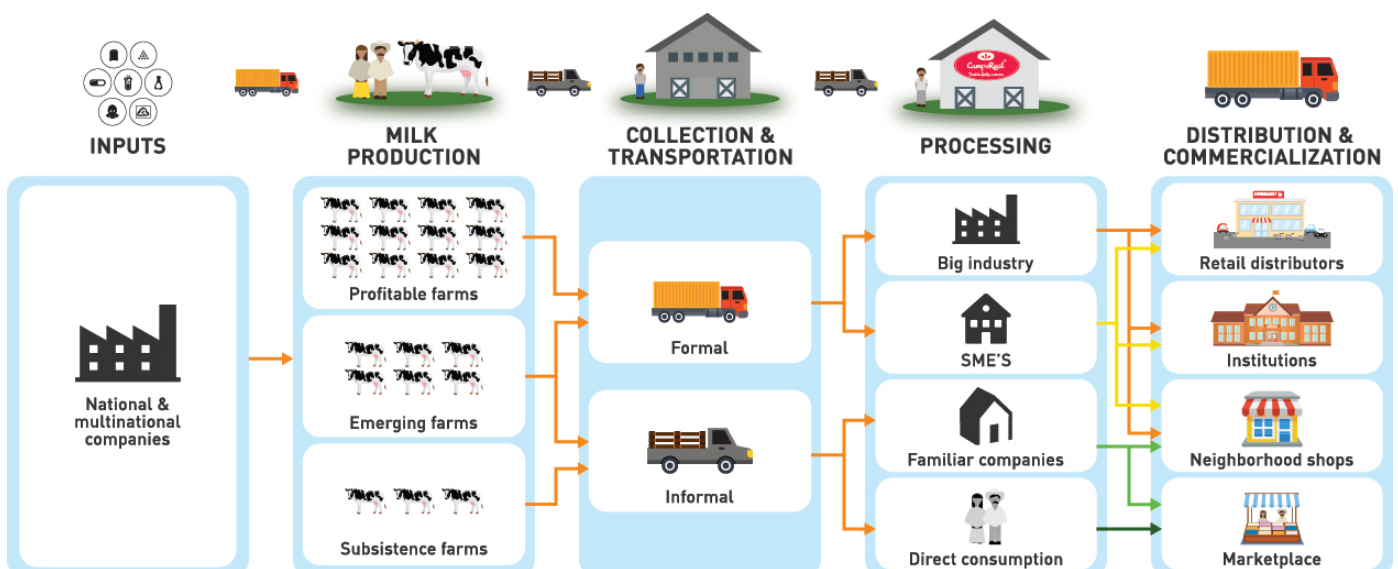 INPUTS
MILK
PRODUCTION
COLLECTION &
TRANSPORTATION
PROCESSING
DISTRIBUTION &
COMMERCIALIZATION
CampoReal
National &
multinational
companies
Profitable farms
Emerging farms
Subsistence farms
Formal
Informal
Big industry
SME'S
Familiar companies
Direct consumption
Retail distributors
Institutions
Neighborhood shops
Marketplace